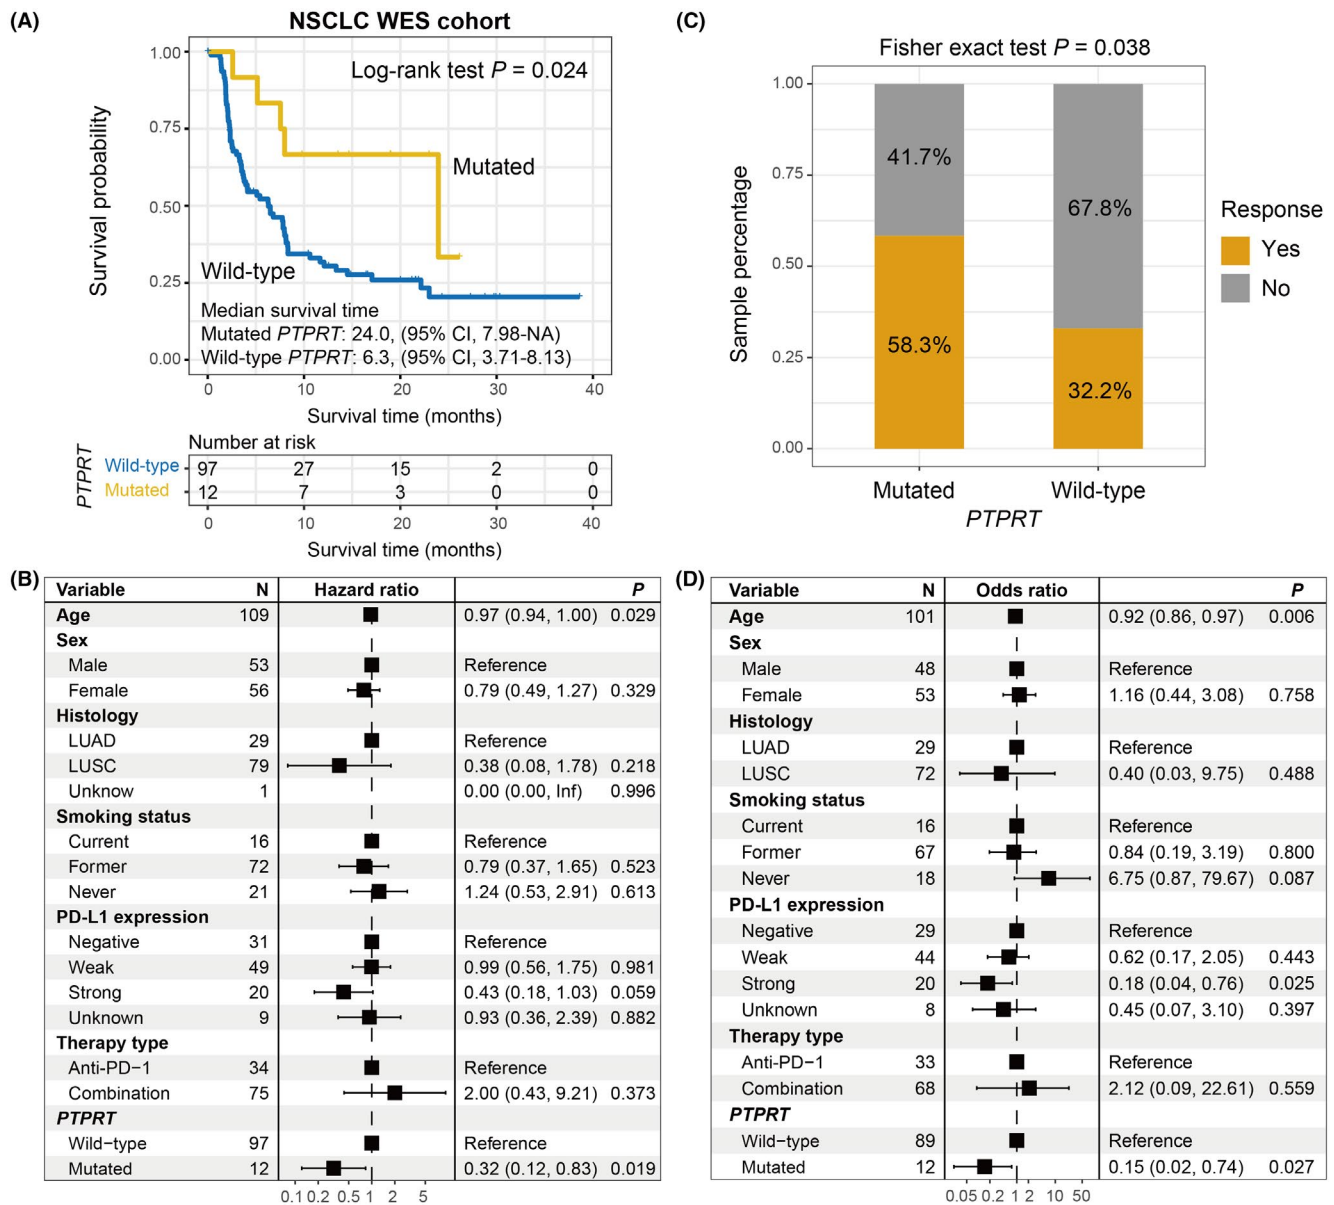 (A)
NSCLC WES cohort
Log-rank test P = 0.024
Survival probability
1.00
0.75
0.50
0.25
0.00
Mutated
Wild-type
Median survival time
Mutated PTPRT: 24.0, (95% CI, 7.98-NA)
Wild-type PTPRT: 6.3, (95% CI, 3.71-8.13)
0 10 20 30 40
Survival time (months)
Number at risk
PTPRT
Wild-type 97 27 15 2 0
Mutated 12 7 3 0 0
0 10 20 30 40
Survival time (months)
(C)
Fisher exact test P = 0.038
Sample percentage
1.00
0.75
0.50
0.25
0.00
41.7%
58.3%
67.8%
32.2%
Mutated Wild-type
PTPRT
Response
Yes
No
(B)
Variable N Hazard ratio P
Age 109 0.97 (0.94, 1.00) 0.029
Sex
Male 53 Reference
Female 56 0.79 (0.49, 1.27) 0.329
Histology
LUAD 29 Reference
LUSC 79 0.38 (0.08, 1.78) 0.218
Unknow 1 0.00 (0.00, Inf) 0.996
Smoking status
Current 16 Reference
Former 72 0.79 (0.37, 1.65) 0.523
Never 21 1.24 (0.53, 2.91) 0.613
PD-L1 expression
Negative 31 Reference
Weak 49 0.99 (0.56, 1.75) 0.981
Strong 20 0.43 (0.18, 1.03) 0.059
Unknown 9 0.93 (0.36, 2.39) 0.882
Therapy type
Anti-PD−1 34 Reference
Combination 75 2.00 (0.43, 9.21) 0.373
PTPRT
Wild−type 97 Reference
Mutated 12 0.32 (0.12, 0.83) 0.019
0.1 0.2 0.5 1 2 5
(D)
Variable N Odds ratio P
Age 101 0.92 (0.86, 0.97) 0.006
Sex
Male 48 Reference
Female 53 1.16 (0.44, 3.08) 0.758
Histology
LUAD 29 Reference
LUSC 72 0.40 (0.03, 9.75) 0.488
Smoking status
Current 16 Reference
Former 67 0.84 (0.19, 3.19) 0.800
Never 18 6.75 (0.87, 79.67) 0.087
PD-L1 expression
Negative 29 Reference
Weak 44 0.62 (0.17, 2.05) 0.443
Strong 20 0.18 (0.04, 0.76) 0.025
Unknown 8 0.45 (0.07, 3.10) 0.397
Therapy type
Anti-PD−1 33 Reference
Combination 68 2.12 (0.09, 22.61) 0.559
PTPRT
Wild−type 89 Reference
Mutated 12 0.15 (0.02, 0.74) 0.027
0.05 0.2 1 2 10 50